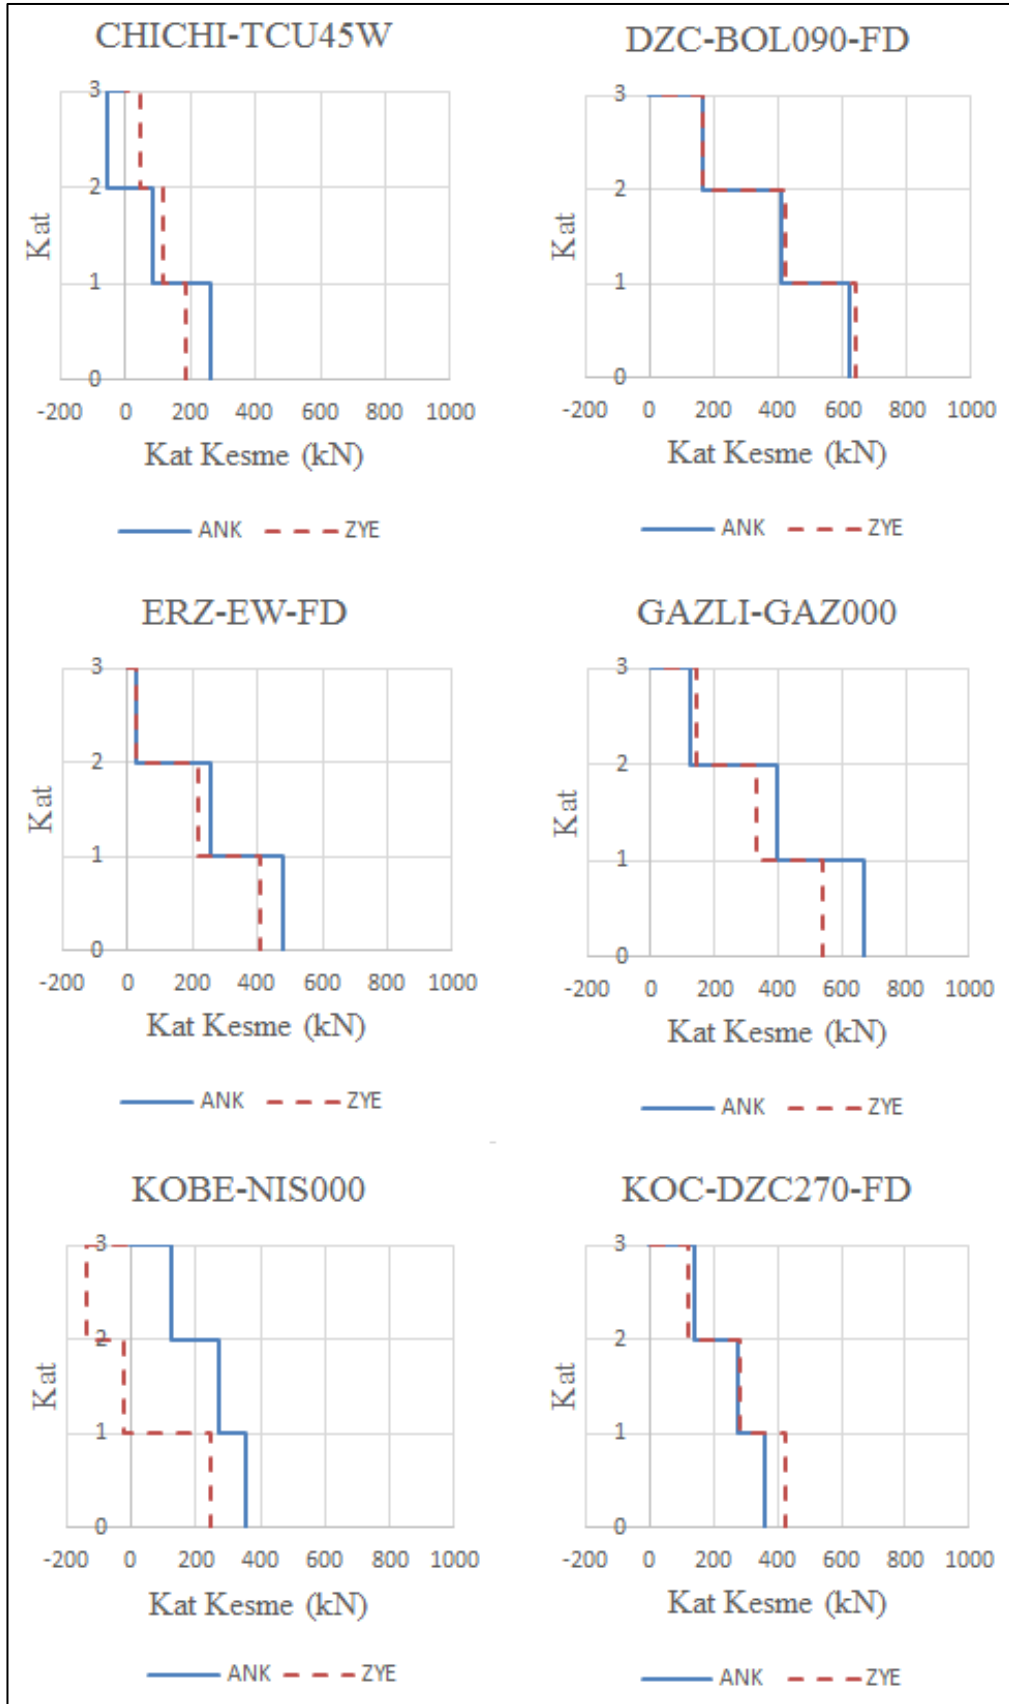 CHICHI-TCU45W
3
2
1
0
Kat
-200 0 200 400 600 800 1000
Kat Kesme (kN)
ANK ZYE
DZC-BOL090-FD
3
2
1
0
Kat
-200 0 200 400 600 800 1000
Kat Kesme (kN)
ANK ZYE
ERZ-EW-FD
3
2
1
0
Kat
-200 0 200 400 600 800 1000
Kat Kesme (kN)
ANK ZYE
GAZLI-GAZ000
3
2
1
0
Kat
-200 0 200 400 600 800 1000
Kat Kesme (kN)
ANK ZYE
KOBE-NIS000
3
2
1
0
Kat
-200 0 200 400 600 800 1000
Kat Kesme (kN)
ANK ZYE
KOC-DZC270-FD
3
2
1
0
Kat
-200 0 200 400 600 800 1000
Kat Kesme (kN)
ANK ZYE